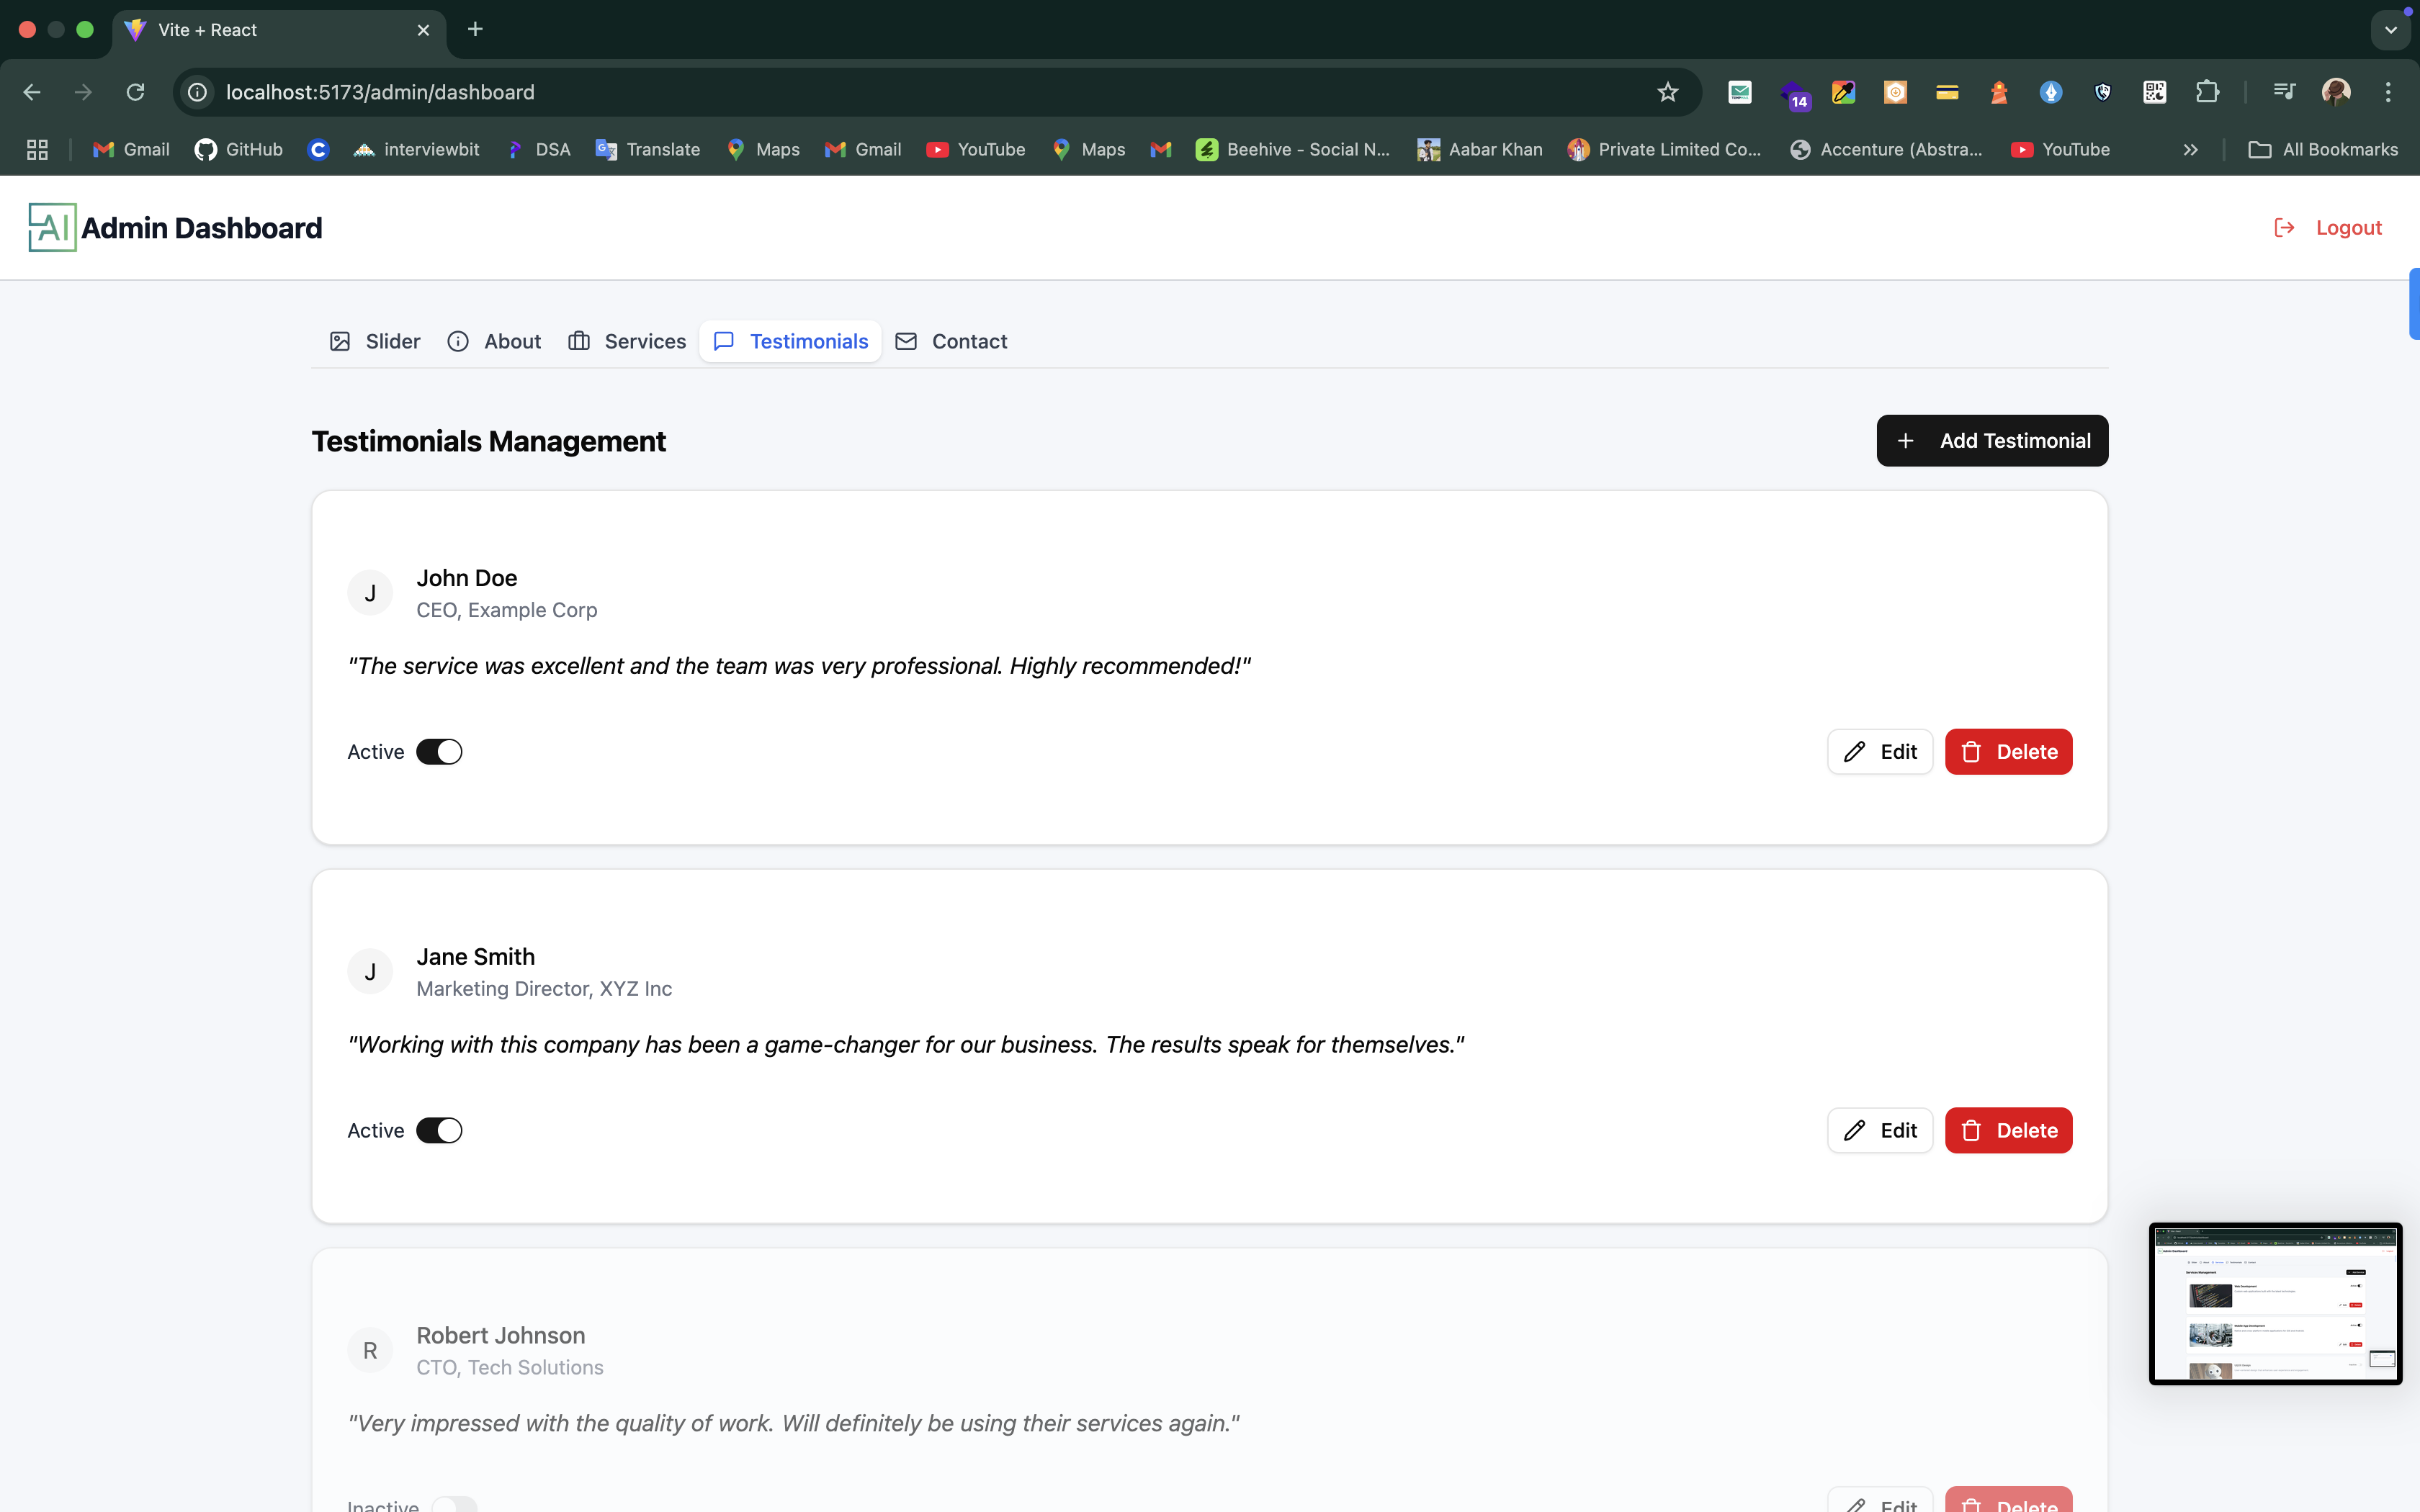 Vite + React
localhost:5173/admin/dashboard
14
Gmail GitHub interviewbit DSA Translate Maps Gmail YouTube Maps Beehive - Social N... Aabar Khan Private Limited Co... Accenture (Abstra... YouTube All Bookmarks
AI Admin Dashboard
Logout
Slider About Services Testimonials Contact
Testimonials Management
Add Testimonial
J
John Doe
CEO, Example Corp
"The service was excellent and the team was very professional. Highly recommended!"
Active
Edit Delete
J
Jane Smith
Marketing Director, XYZ Inc
"Working with this company has been a game-changer for our business. The results speak for themselves."
Active
Edit Delete
R
Robert Johnson
CTO, Tech Solutions
"Very impressed with the quality of work. Will definitely be using their services again."
Inactive
Edit Delete
Admin Dashboard
Services Management